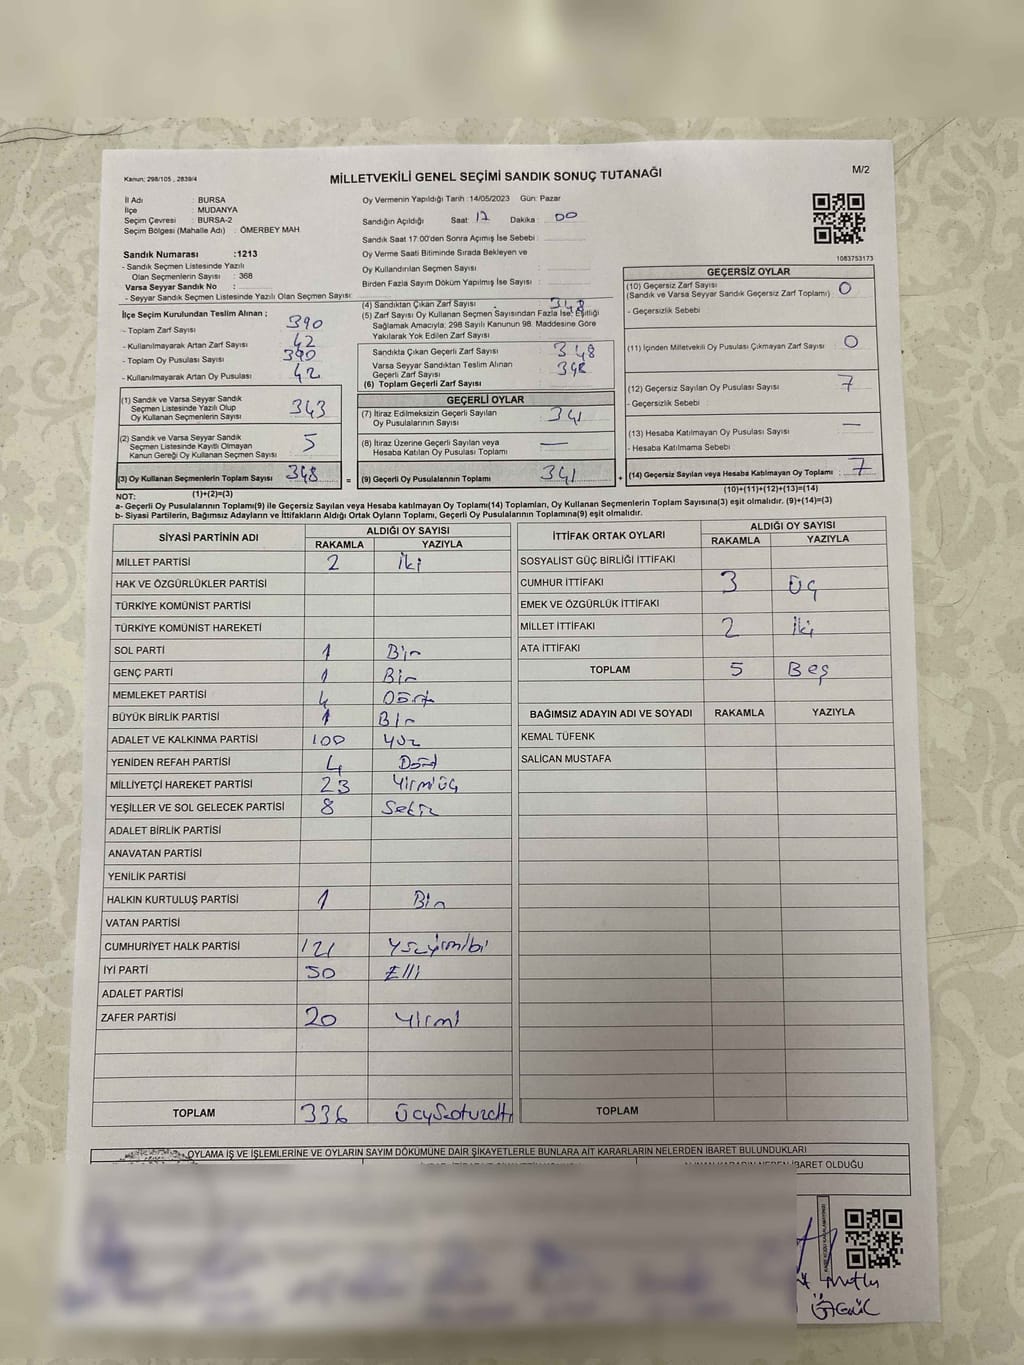 Kanun: 298/105 , 2839/4
MİLLETVEKİLİ GENEL SEÇİMİ SANDIK SONUÇ TUTANAĞI
M/2
İl Adı : BURSA
İlçe : MUDANYA
Seçim Çevresi : BURSA-2
Seçim Bölgesi (Mahalle Adı) : ÖMERBEY MAH
Oy Vermenin Yapıldığı Tarih :14/05/2023 Gün: Pazar
Sandığın Açıldığı Saat: 17 Dakika : 00
Sandık Saat 17:00'den Sonra Açımış İse Sebebi :
Oy Verme Saati Bitiminde Sırada Bekleyen ve
Oy Kullandırılan Seçmen Sayısı :
Birden Fazla Sayım Döküm Yapılmış İse Sayısı :
1083753173
Sandık Numarası :1213
- Sandık Seçmen Listesinde Yazılı
Olan Seçmenlerin Sayısı : 368
Varsa Seyyar Sandık No :
- Seyyar Sandık Seçmen Listesinde Yazılı Olan Seçmen Sayısı:
İlçe Seçim Kurulundan Teslim Alınan ;
- Toplam Zarf Sayısı : 390
- Kullanılmayarak Artan Zarf Sayısı : 42
- Toplam Oy Pusulası Sayısı : 390
- Kullanılmayarak Artan Oy Pusulası : 42
(4) Sandıktan Çıkan Zarf Sayısı : 348
(5) Zarf Sayısı Oy Kullanan Seçmen Sayısından Fazla İse, Eşitliği
Sağlamak Amacıyla; 298 Sayılı Kanunun 98. Maddesine Göre
Yakılarak Yok Edilen Zarf Sayısı :
Sandıkta Çıkan Geçerli Zarf Sayısı : 348
Varsa Seyyar Sandıktan Teslim Alınan
Geçerli Zarf Sayısı : 348
(6) Toplam Geçerli Zarf Sayısı :
GEÇERSİZ OYLAR
(10) Geçersiz Zarf Sayısı : 0
(Sandık ve Varsa Seyyar Sandık Geçersiz Zarf Toplamı)
- Geçersizlik Sebebi :
(11) İçinden Milletvekili Oy Pusulası Çıkmayan Zarf Sayısı : 0
(12) Geçersiz Sayılan Oy Pusulası Sayısı : 7
- Geçersizlik Sebebi :
(13) Hesaba Katılmayan Oy Pusulası Sayısı : —
- Hesaba Katılmama Sebebi :
(14) Geçersiz Sayılan veya Hesaba Katılmayan Oy Toplamı : 7
(10)+(11)+(12)+(13)=(14)
(1) Sandık ve Varsa Seyyar Sandık
Seçmen Listesinde Yazılı Olup
Oy Kullanan Seçmenlerin Sayısı : 343
(2) Sandık ve Varsa Seyyar Sandık
Seçmen Listesinde Kayıtlı Olmayan
Kanun Gereği Oy Kullanan Seçmen Sayısı : 5
(3) Oy Kullanan Seçmenlerin Toplam Sayısı : 348 =
(1)+(2)=(3)
GEÇERLİ OYLAR
(7) İtiraz Edilmeksizin Geçerli Sayılan
Oy Pusulalarının Sayısı : 341
(8) İtiraz Üzerine Geçerli Sayılan veya
Hesaba Katılan Oy Pusulası Toplamı : —
(9) Geçerli Oy Pusulalarının Toplamı : 341 +
NOT:
a- Geçerli Oy Pusulalarının Toplamı(9) ile Geçersiz Sayılan veya Hesaba Katılmayan Oy Toplamı(14) Toplamları, Oy Kullanan Seçmenlerin Toplam Sayısına(3) eşit olmalıdır. (9)+(14)=(3)
b- Siyasi Partilerin, Bağımsız Adayların ve İttifakların Aldığı Ortak Oyların Toplamı, Geçerli Oy Pusulalarının Toplamına(9) eşit olmalıdır.
SİYASİ PARTİNİN ADI ALDIĞI OY SAYISI
RAKAMLA YAZIYLA
MİLLET PARTİSİ 2 İki
HAK VE ÖZGÜRLÜKLER PARTİSİ
TÜRKİYE KOMÜNİST PARTİSİ
TÜRKİYE KOMÜNİST HAREKETİ
SOL PARTİ 1 Bir
GENÇ PARTİ 1 Bir
MEMLEKET PARTİSİ 4 Dört
BÜYÜK BİRLİK PARTİSİ 1 Bir
ADALET VE KALKINMA PARTİSİ 100 yüz
YENİDEN REFAH PARTİSİ 4 Dört
MİLLİYETÇİ HAREKET PARTİSİ 23 Yirmi üç
YEŞİLLER VE SOL GELECEK PARTİSİ 8 Sekiz
ADALET BİRLİK PARTİSİ
ANAVATAN PARTİSİ
YENİLİK PARTİSİ
HALKIN KURTULUŞ PARTİSİ 1 Bir
VATAN PARTİSİ
CUMHURİYET HALK PARTİSİ 121 yüzyirmibi
İYİ PARTİ 50 Elli
ADALET PARTİSİ
ZAFER PARTİSİ 20 yirmi
TOPLAM 336 Üçyüzotuzaltı
İTTİFAK ORTAK OYLARI ALDIĞI OY SAYISI
RAKAMLA YAZIYLA
SOSYALİST GÜÇ BİRLİĞİ İTTİFAKI
CUMHUR İTTİFAKI 3 Üç
EMEK VE ÖZGÜRLÜK İTTİFAKI
MİLLET İTTİFAKI 2 İki
ATA İTTİFAKI
TOPLAM 5 Beş
BAĞIMSIZ ADAYIN ADI VE SOYADI RAKAMLA YAZIYLA
KEMAL TÜFENK
SALİCAN MUSTAFA
TOPLAM
OYLAMA İŞ VE İŞLEMLERİNE VE OYLARIN SAYIM DÖKÜMÜNE DAİR ŞİKAYETLERLE BUNLARA AİT KARARLARIN NELERDEN İBARET BULUNDUKLARI
İBARET OLDUĞU